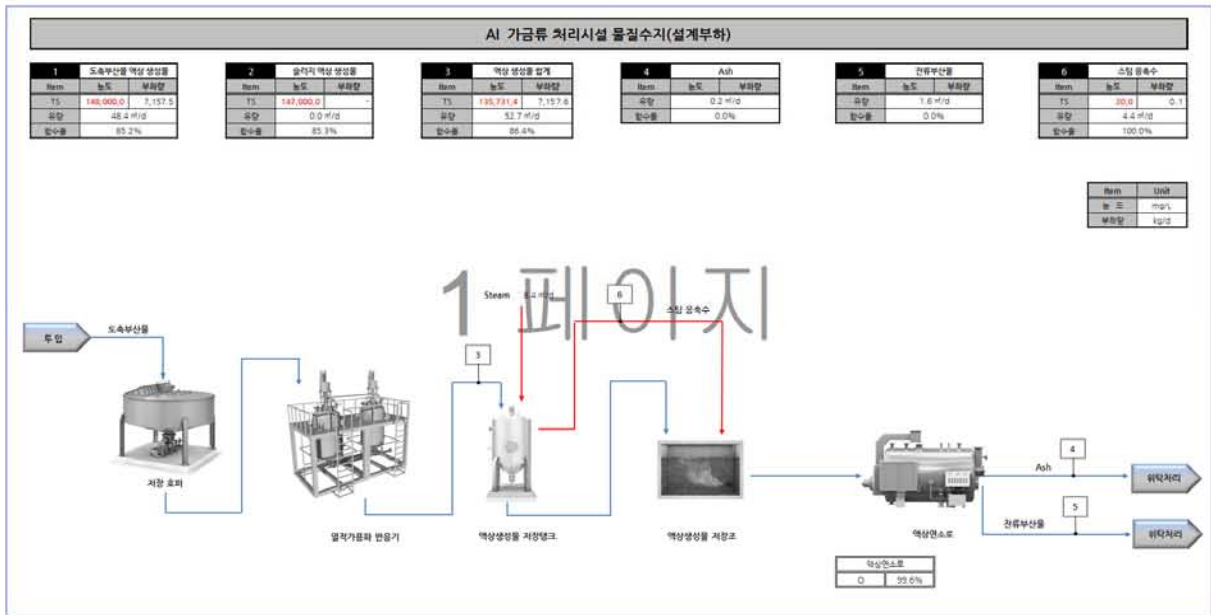 AI 가금류 처리시설 물질수지(설계부하)
1 도축부산물 액상 생성물
Item 농도 부하량
TS 148,000.0 7,157.5
유량 48.4 ㎥/d
함수율 85.2%
2 슬러지 액상 생성물
Item 농도 부하량
TS 147,000.0 -
유량 0.0 ㎥/d
함수율 85.3%
3 액상 생성물 합계
Item 농도 부하량
TS 135,731.4 7,157.6
유량 52.7 ㎥/d
함수율 86.4%
4 Ash
Item 농도 부하량
유량 0.2 ㎥/d
함수율 0.0%
5 잔류부산물
Item 농도 부하량
유량 1.6 ㎥/d
함수율 0.0%
6 스팀 응축수
Item 농도 부하량
TS 20.0 0.1
유량 4.4 ㎥/d
함수율 100.0%
Item Unit
농 도 mg/L
부하량 kg/d
1 페이지
Steam ㎥/d
6
스팀 응축수
투입
도축부산물
3
저장 호퍼
열적가용화 반응기
액상생성물 저장탱크
액상생성물 저장조
액상연소로
Ash
4
위탁처리
5
잔류부산물
위탁처리
액상연소로
O 99.6%